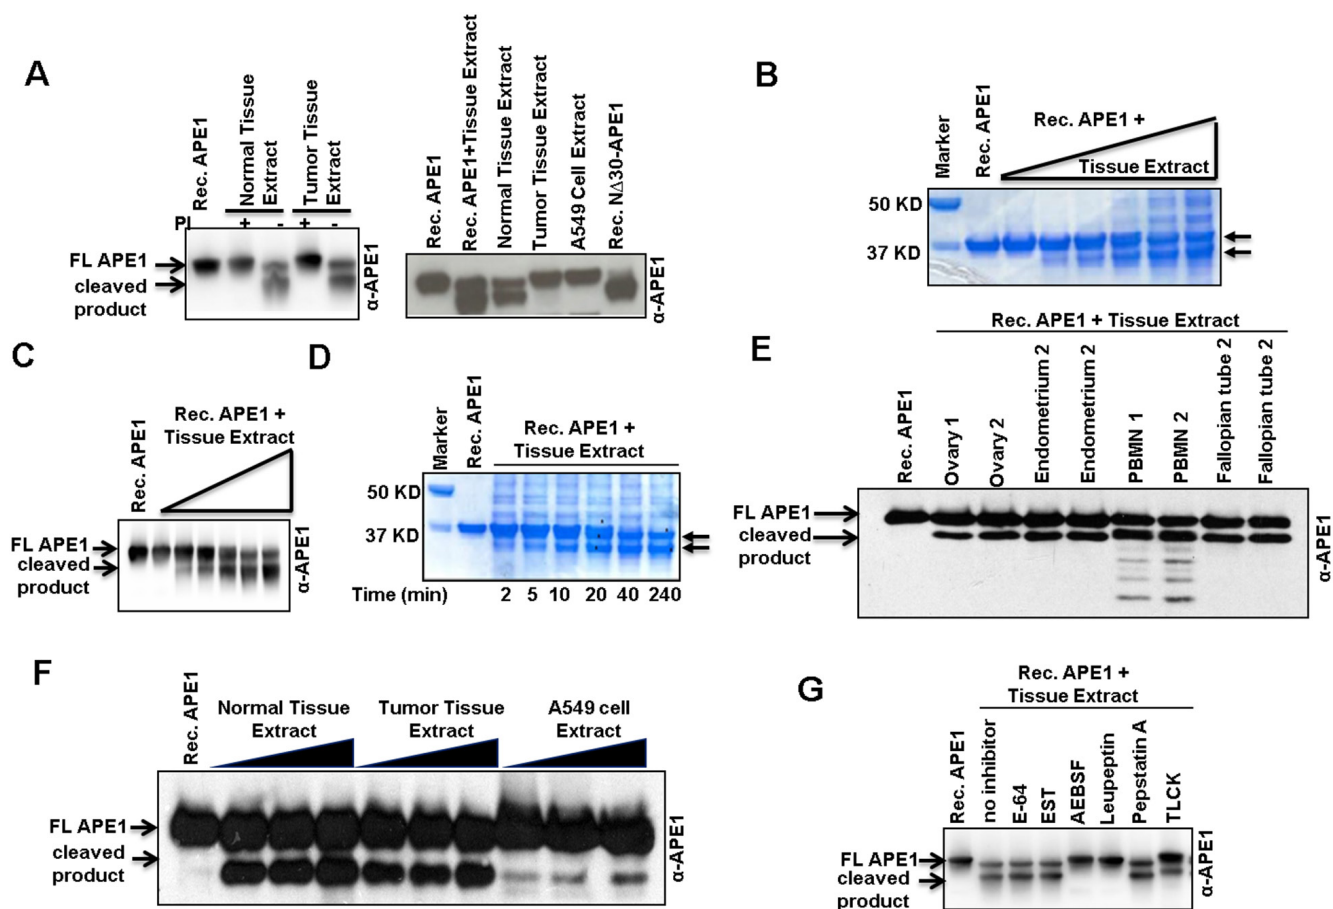 A
Rec. APE1
Normal Tissue
Extract
Tumor Tissue
Extract
PI
+
-
+
-
FL APE1
cleaved
product
α-APE1
Rec. APE1
Rec. APE1+Tissue Extract
Normal Tissue Extract
Tumor Tissue Extract
A549 Cell Extract
Rec. NΔ30-APE1
α-APE1
B
Marker
Rec. APE1
Rec. APE1 +
Tissue Extract
50 KD
37 KD
C
Rec. APE1
Rec. APE1 +
Tissue Extract
FL APE1
cleaved
product
α-APE1
D
Marker
Rec. APE1
Rec. APE1 +
Tissue Extract
50 KD
37 KD
Time (min) 2 5 10 20 40 240
E
Rec. APE1 + Tissue Extract
Rec. APE1
Ovary 1
Ovary 2
Endometrium 2
Endometrium 2
PBMN 1
PBMN 2
Fallopian tube 2
Fallopian tube 2
FL APE1
cleaved
product
α-APE1
F
Rec. APE1
Normal Tissue
Extract
Tumor Tissue
Extract
A549 cell
Extract
FL APE1
cleaved
product
α-APE1
G
Rec. APE1 +
Tissue Extract
Rec. APE1
no inhibitor
E-64
EST
AEBSF
Leupeptin
Pepstatin A
TLCK
FL APE1
cleaved
product
α-APE1